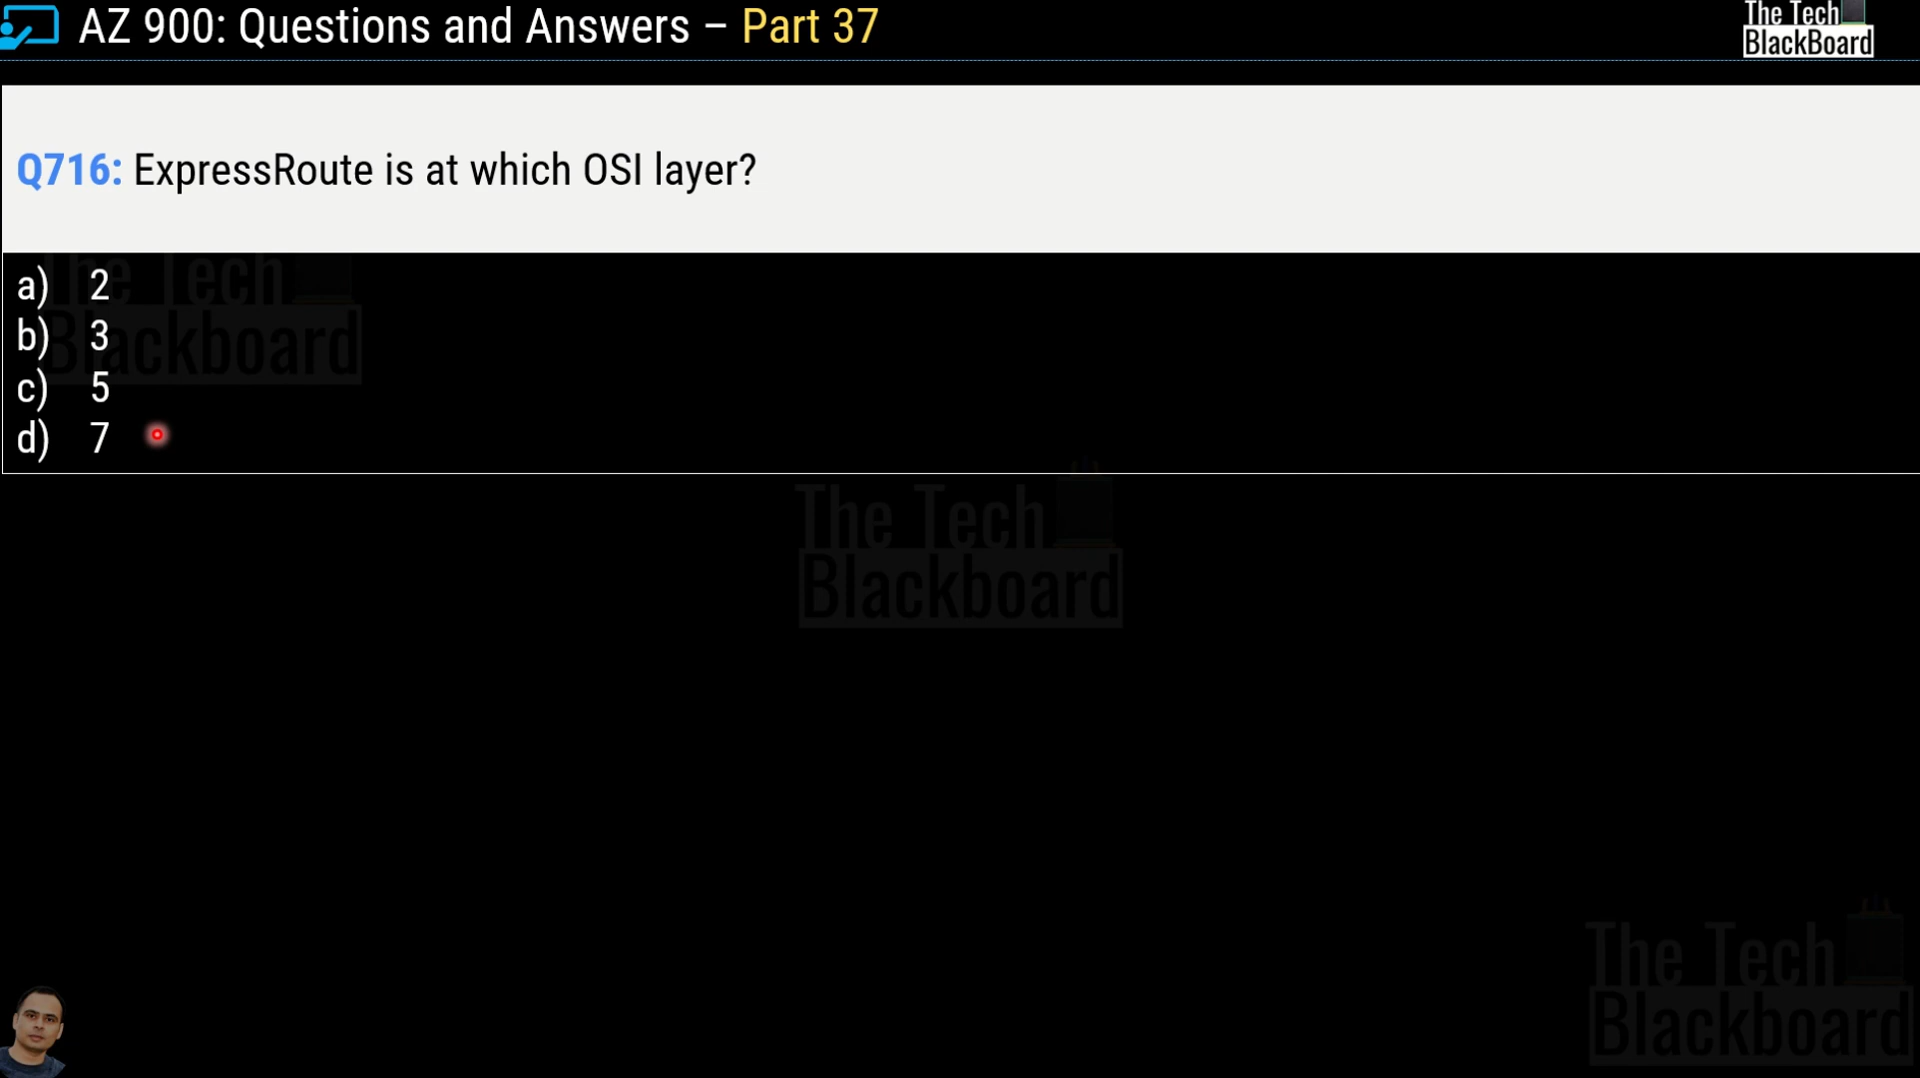 AZ 900: Questions and Answers – Part 37
The Tech
BlackBoard
Q716: ExpressRoute is at which OSI layer?
The Tech
Blackboard
a) 2
b) 3
c) 5
d) 7
The Tech
Blackboard
The Tech
Blackboard